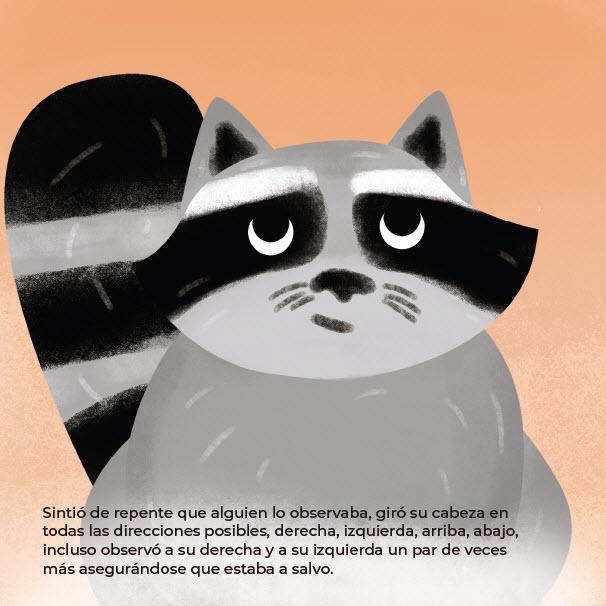 Sintió de repente que alguien lo observaba, giró su cabeza en
todas las direcciones posibles, derecha, izquierda, arriba, abajo,
incluso observó a su derecha y a su izquierda un par de veces
más asegurándose que estaba a salvo.